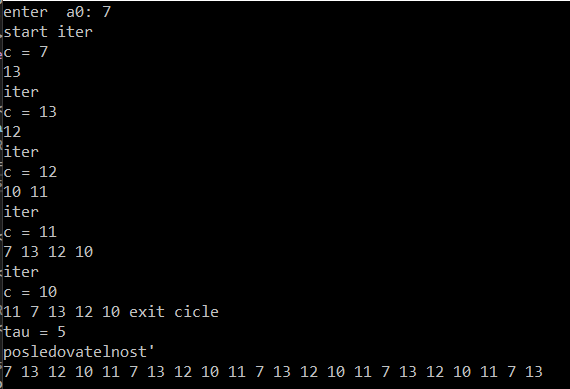 enter  a0: 7
start iter
c = 7
13
iter
c = 13
12
iter
c = 12
10 11
iter
c = 11
7 13 12 10
iter
c = 10
11 7 13 12 10 exit cicle
tau = 5
posledovatelnost'
7 13 12 10 11 7 13 12 10 11 7 13 12 10 11 7 13 12 10 11 7 13